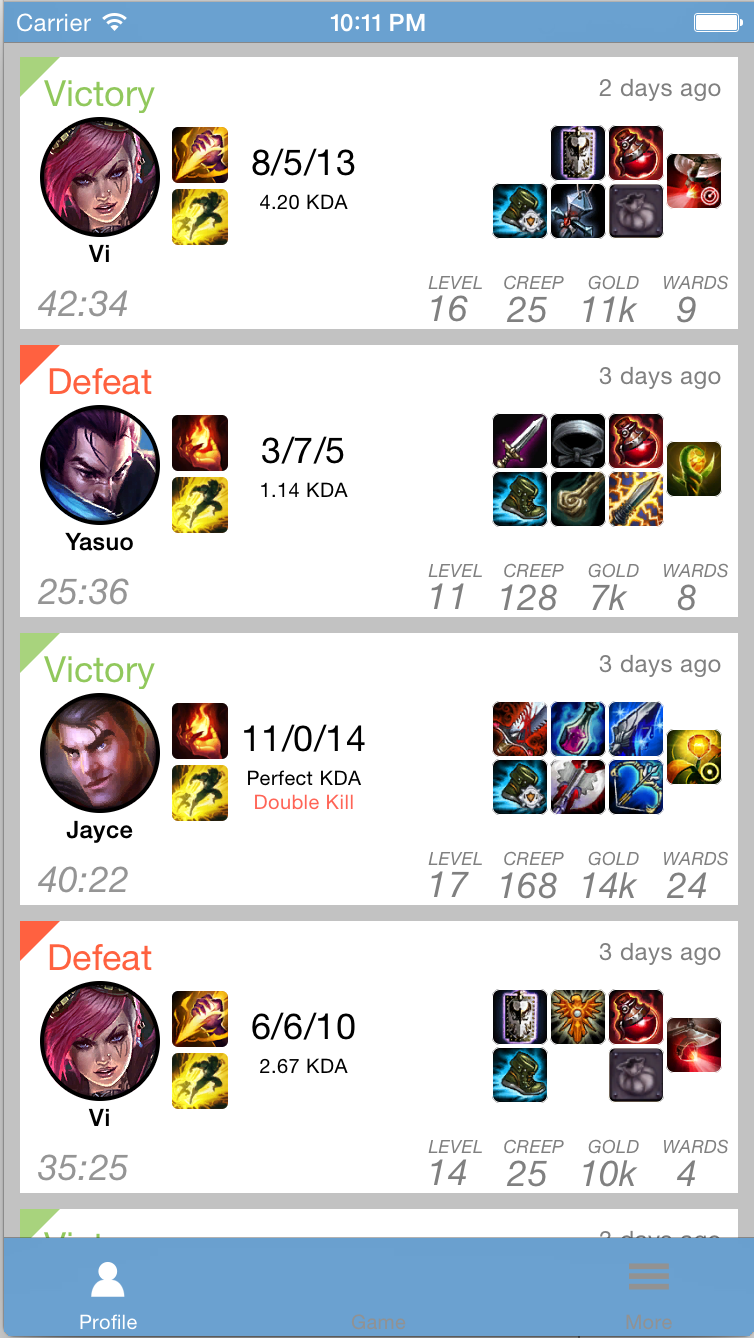 Carrier 10:11 PM
Victory 2 days ago
8/5/13
4.20 KDA
Vi
42:34
LEVEL CREEP GOLD WARDS
16 25 11k 9
Defeat 3 days ago
3/7/5
1.14 KDA
Yasuo
25:36
LEVEL CREEP GOLD WARDS
11 128 7k 8
Victory 3 days ago
11/0/14
Perfect KDA
Double Kill
Jayce
40:22
LEVEL CREEP GOLD WARDS
17 168 14k 24
Defeat 3 days ago
6/6/10
2.67 KDA
Vi
35:25
LEVEL CREEP GOLD WARDS
14 25 10k 4
Victory 3 days ago
Profile Game More